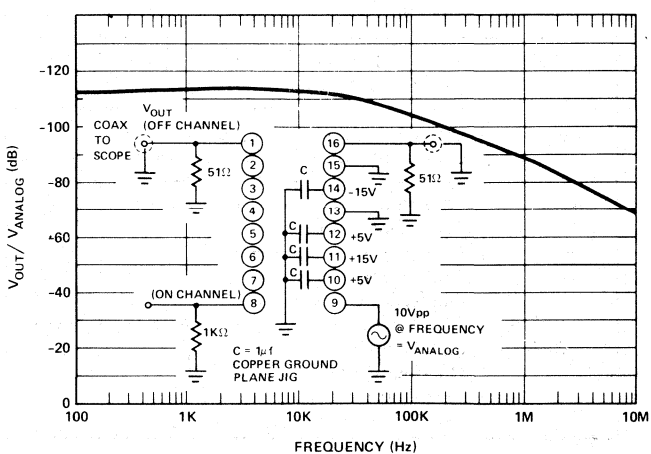 -120
-100
-80
+60
-40
-20
0
VOUT/ VANALOG (dB)
100
1K
10K
100K
1M
10M
FREQUENCY (Hz)
VOUT
(OFF CHANNEL)
COAX
TO
SCOPE
51Ω
1
2
3
4
5
6
7
8
(ON CHANNEL)
1KΩ
C = 1μf
COPPER GROUND
PLANE JIG
16
15
14
13
12
11
10
9
C
C
C
C
-15V
+5V
+15V
+5V
51Ω
10Vpp
@ FREQUENCY
= VANALOG